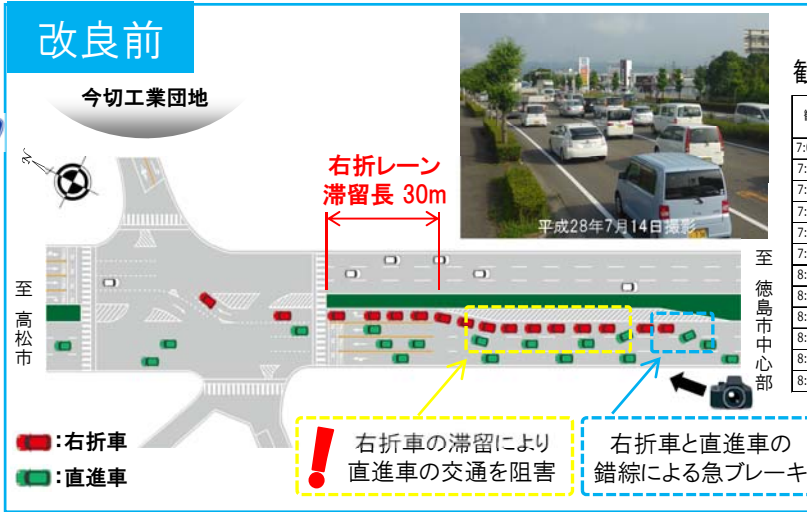 改良前
今切工業団地
N
右折レーン
滞留長 30m
平成28年7月14日撮影
至 高松市
至 徳島市中心部
:右折車
:直進車
!
右折車の滞留により
直進車の交通を阻害
右折車と直進車の
錯綜による急ブレーキ